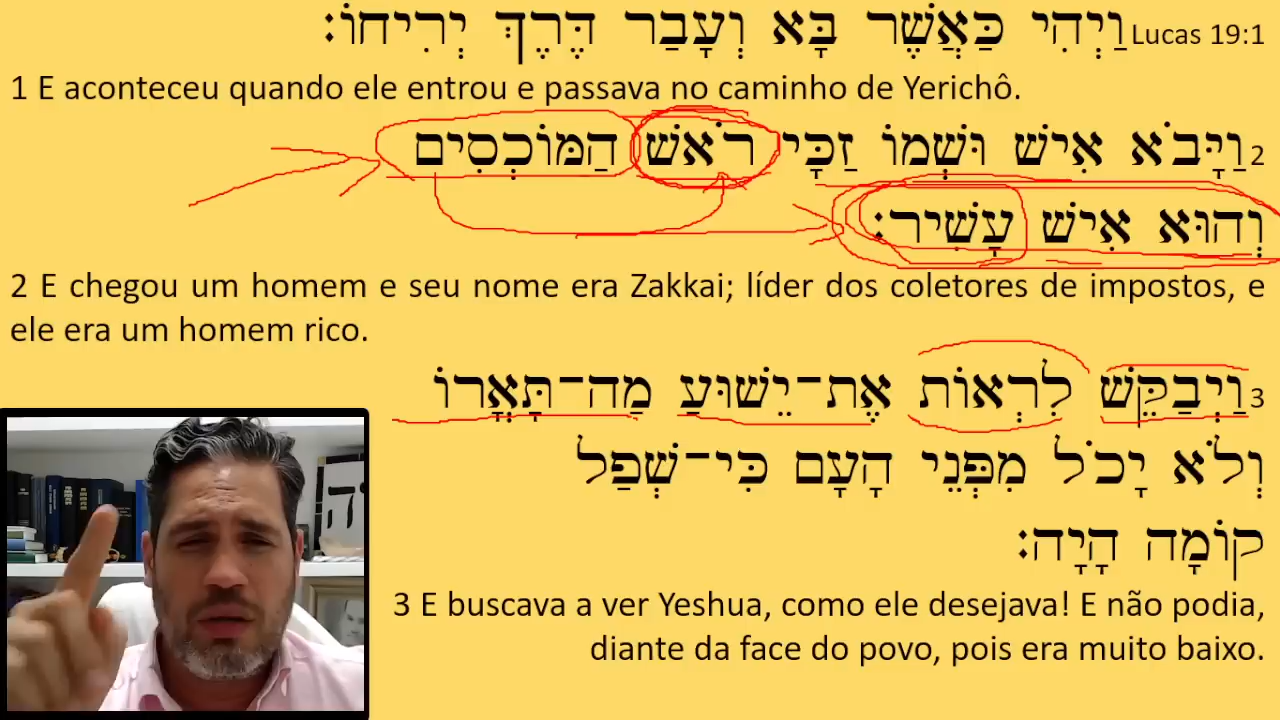 Lucas 19:1 וַיְהִי כַּאֲשֶׁר בָּא וְעָבַר דֶּרֶךְ יְרִיחוֹ׃
1 E aconteceu quando ele entrou e passava no caminho de Yerichô.
2 וַיָּבֹא אִישׁ וּשְׁמוֹ זַכָּי רֹאשׁ הַמּוֹכְסִים
וְהוּא אִישׁ עָשִׁיר׃
2 E chegou um homem e seu nome era Zakkai; líder dos coletores de impostos, e
ele era um homem rico.
3 וַיְבַקֵּשׁ לִרְאוֹת אֶת־יֵשׁוּעַ מַה־תָּאֳרוֹ
וְלֹא יָכֹל מִפְּנֵי הָעָם כִּי־שְׁפַל
קוֹמָה הָיָה׃
3 E buscava a ver Yeshua, como ele desejava! E não podia,
diante da face do povo, pois era muito baixo.